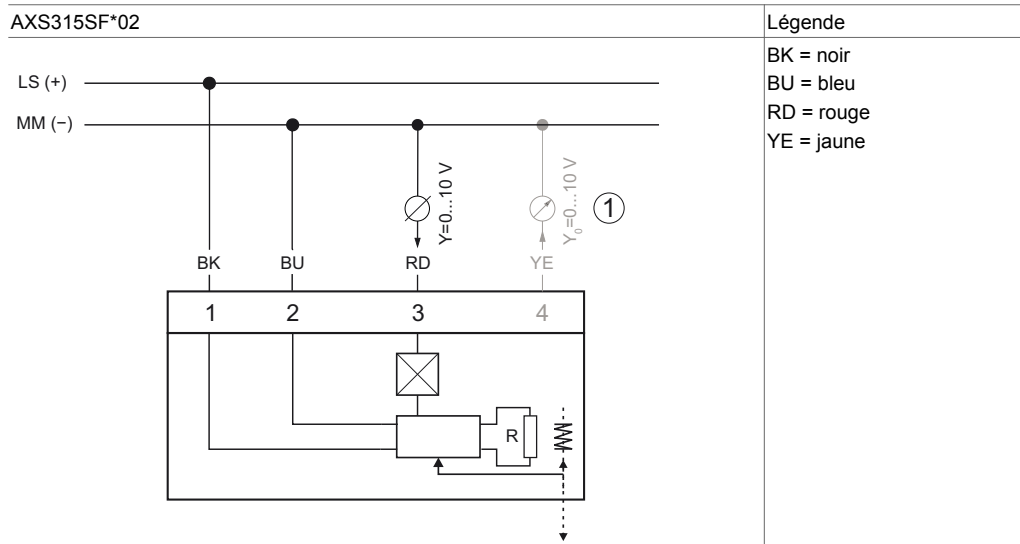 AXS315SF*02
Légende
BK = noir
BU = bleu
RD = rouge
YE = jaune
LS (+)
MM (−)
Y=0...10 V
Y₀=0...10 V
1
BK BU RD YE
1 2 3 4
R